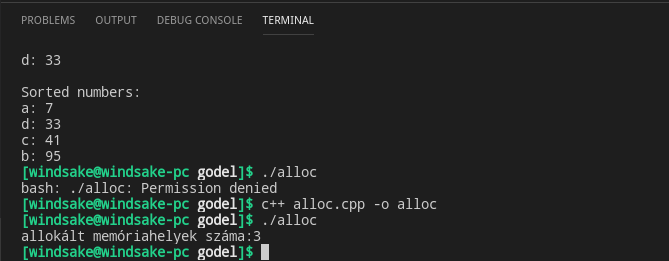 PROBLEMS OUTPUT DEBUG CONSOLE TERMINAL
d: 33
Sorted numbers:
a: 7
d: 33
c: 41
b: 95
[windsake@windsake-pc godel]$ ./alloc
bash: ./alloc: Permission denied
[windsake@windsake-pc godel]$ c++ alloc.cpp -o alloc
[windsake@windsake-pc godel]$ ./alloc
allokált memóriahelyek száma:3
[windsake@windsake-pc godel]$